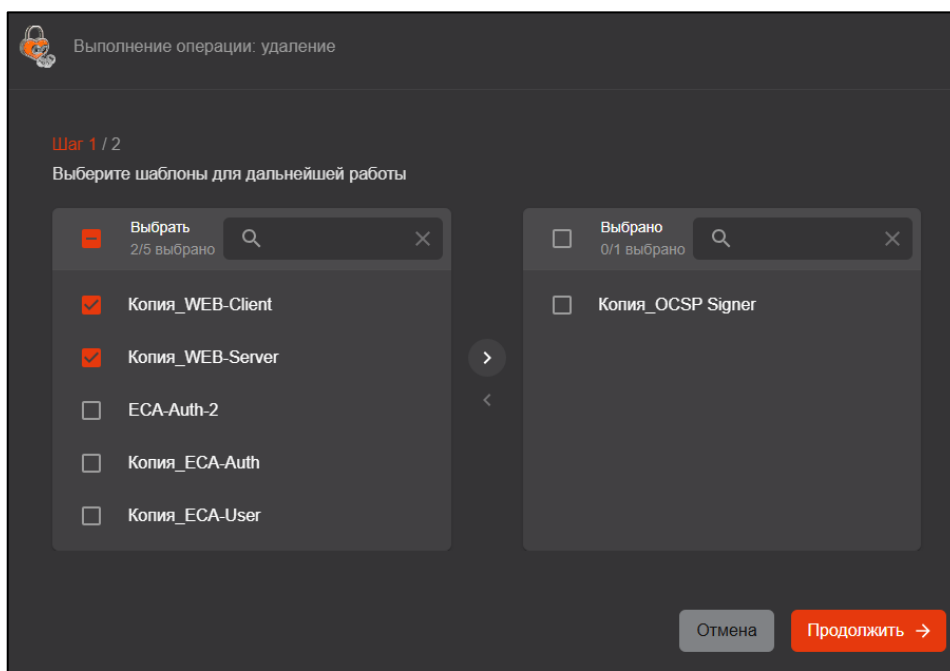 Выполнение операции: удаление
Шаг 1 / 2
Выберите шаблоны для дальнейшей работы
Выбрать
2/5 выбрано
Копия_WEB-Client
Копия_WEB-Server
ECA-Auth-2
Копия_ECA-Auth
Копия_ECA-User
Выбрано
0/1 выбрано
Копия_OCSP Signer
Отмена
Продолжить →